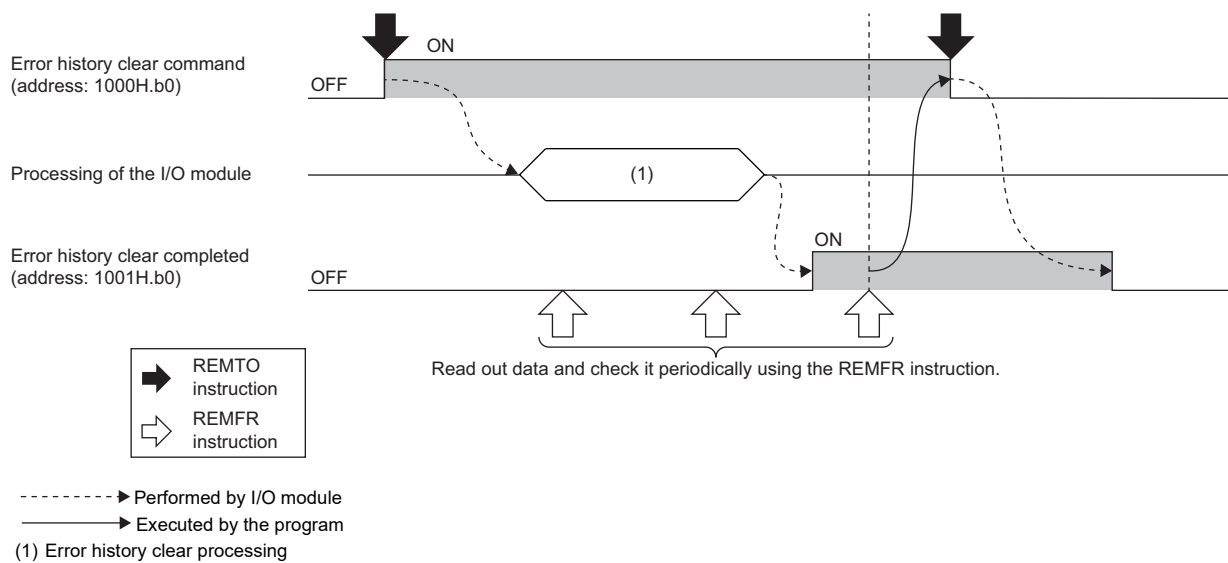 ON
Error history clear command
(address: 1000H.b0)
OFF
Processing of the I/O module
(1)
ON
Error history clear completed
(address: 1001H.b0)
OFF
Read out data and check it periodically using the REMFR instruction.
REMTO
instruction
REMFR
instruction
Performed by I/O module
Executed by the program
(1) Error history clear processing